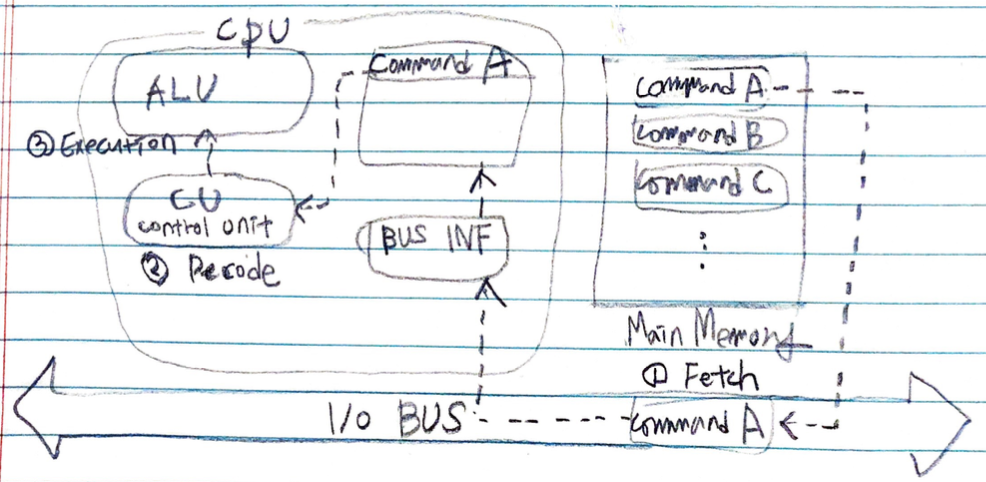 CPU
ALU
Command A
③ Execution
CU
control unit
② Decode
BUS INF
Command A
Command B
Command C
⋮
Main Memory
① Fetch
I/O BUS
Command A